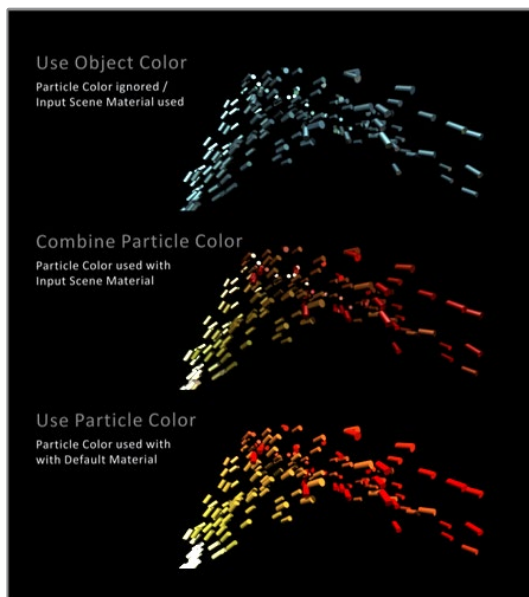 Use Object Color
Particle Color ignored /
Input Scene Material used
Combine Particle Color
Particle Color used with
Input Scene Material
Use Particle Color
Particle Color used with
with Default Material